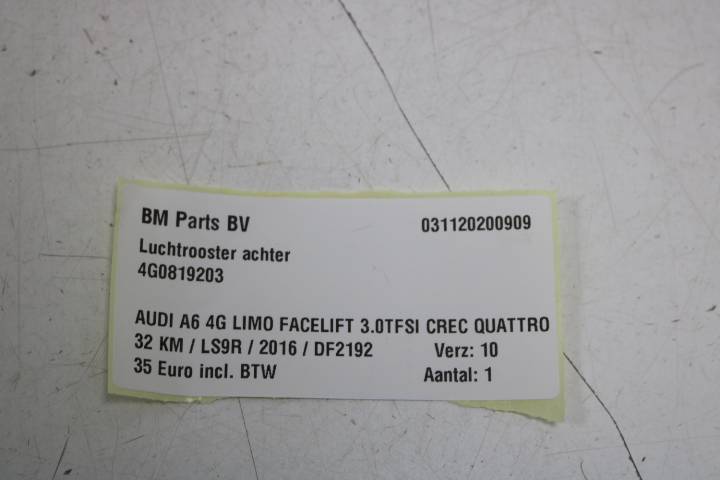 BM Parts BV 031120200909
Luchtrooster achter
4G0819203
AUDI A6 4G LIMO FACELIFT 3.0TFSI CREC QUATTRO
32 KM / LS9R / 2016 / DF2192 Verz: 10
35 Euro incl. BTW Aantal: 1